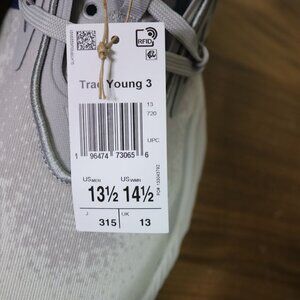 RFID
Trae Young 3
13
720
UPC
1 96474 73065 6
US MEN US WMN
13½ 14½
J UK
315 13